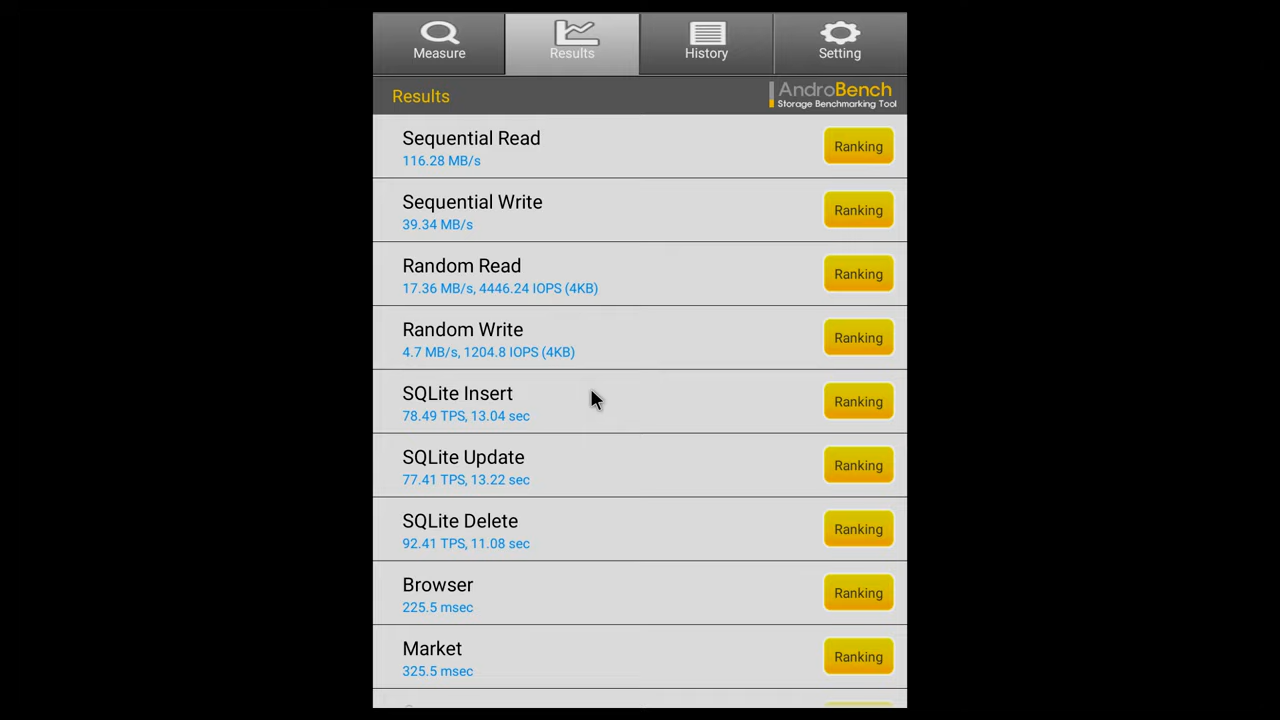 Measure
Results
History
Setting
Results
AndroBench
Storage Benchmarking Tool
Sequential Read
116.28 MB/s
Ranking
Sequential Write
39.34 MB/s
Ranking
Random Read
17.36 MB/s, 4446.24 IOPS (4KB)
Ranking
Random Write
4.7 MB/s, 1204.8 IOPS (4KB)
Ranking
SQLite Insert
78.49 TPS, 13.04 sec
Ranking
SQLite Update
77.41 TPS, 13.22 sec
Ranking
SQLite Delete
92.41 TPS, 11.08 sec
Ranking
Browser
225.5 msec
Ranking
Market
325.5 msec
Ranking